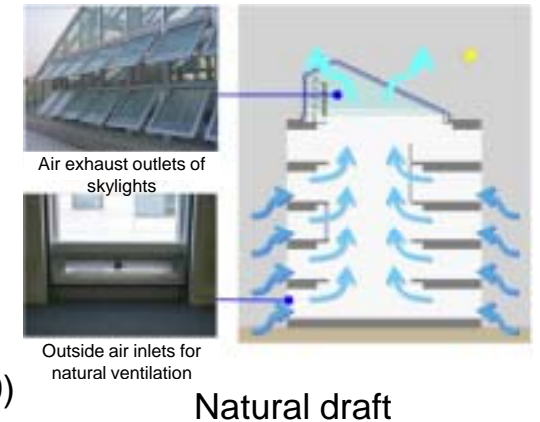 Air exhaust outlets of
skylights
Outside air inlets for
natural ventilation
)
Natural draft